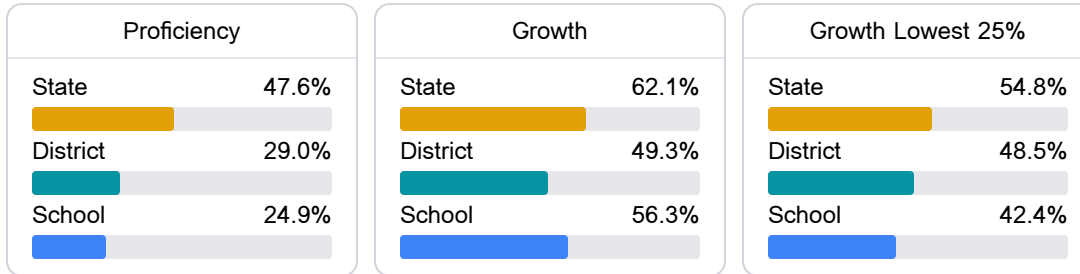 Proficiency
State 47.6%
District 29.0%
School 24.9%
Growth
State 62.1%
District 49.3%
School 56.3%
Growth Lowest 25%
State 54.8%
District 48.5%
School 42.4%